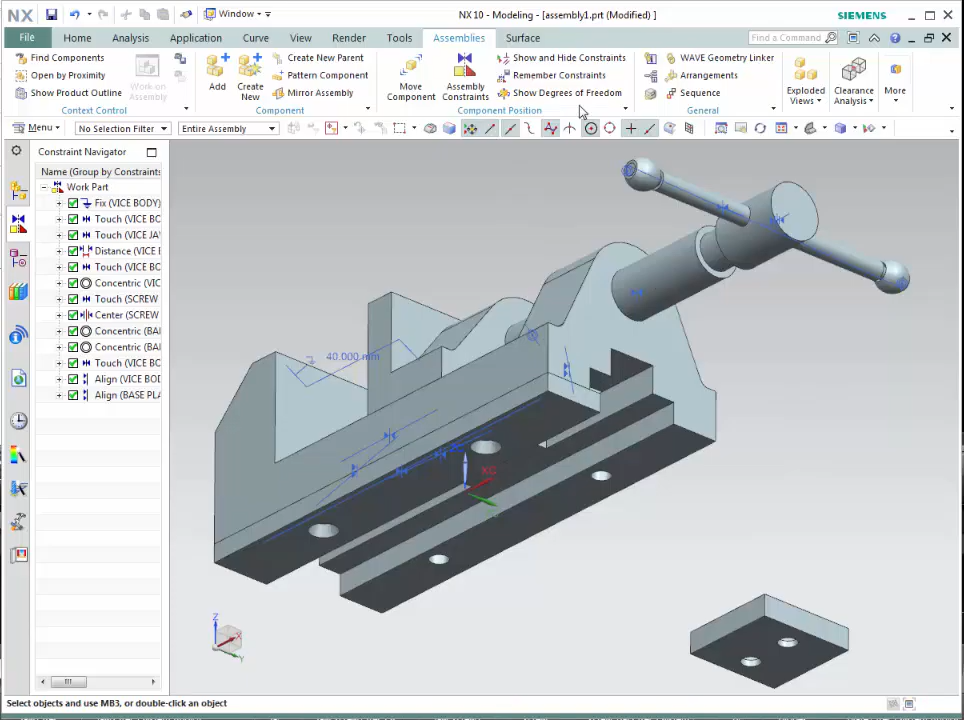 NX Window NX 10 - Modeling - [assembly1.prt (Modified) ] SIEMENS
File Home Analysis Application Curve View Render Tools Assemblies Surface Find a Command
Find Components
Open by Proximity
Show Product Outline
Work on Assembly
Context Control
Add
Create New
Create New Parent
Pattern Component
Mirror Assembly
Component
Move Component
Assembly Constraints
Show and Hide Constraints
Remember Constraints
Show Degrees of Freedom
Component Position
WAVE Geometry Linker
Arrangements
Sequence
General
Exploded Views
Clearance Analysis
More
Menu No Selection Filter Entire Assembly
Constraint Navigator
Name (Group by Constraints
Work Part
Fix (VICE BODY)
Touch (VICE BO
Touch (VICE JA
Distance (VICE B
Touch (VICE BO
Concentric (VIC
Touch (SCREW
Center (SCREW
Concentric (BA
Concentric (BA
Touch (VICE BO
Align (VICE BOD
Align (BASE PLA
40.000 mm
XC
Z
X
Y
Select objects and use MB3, or double-click an object